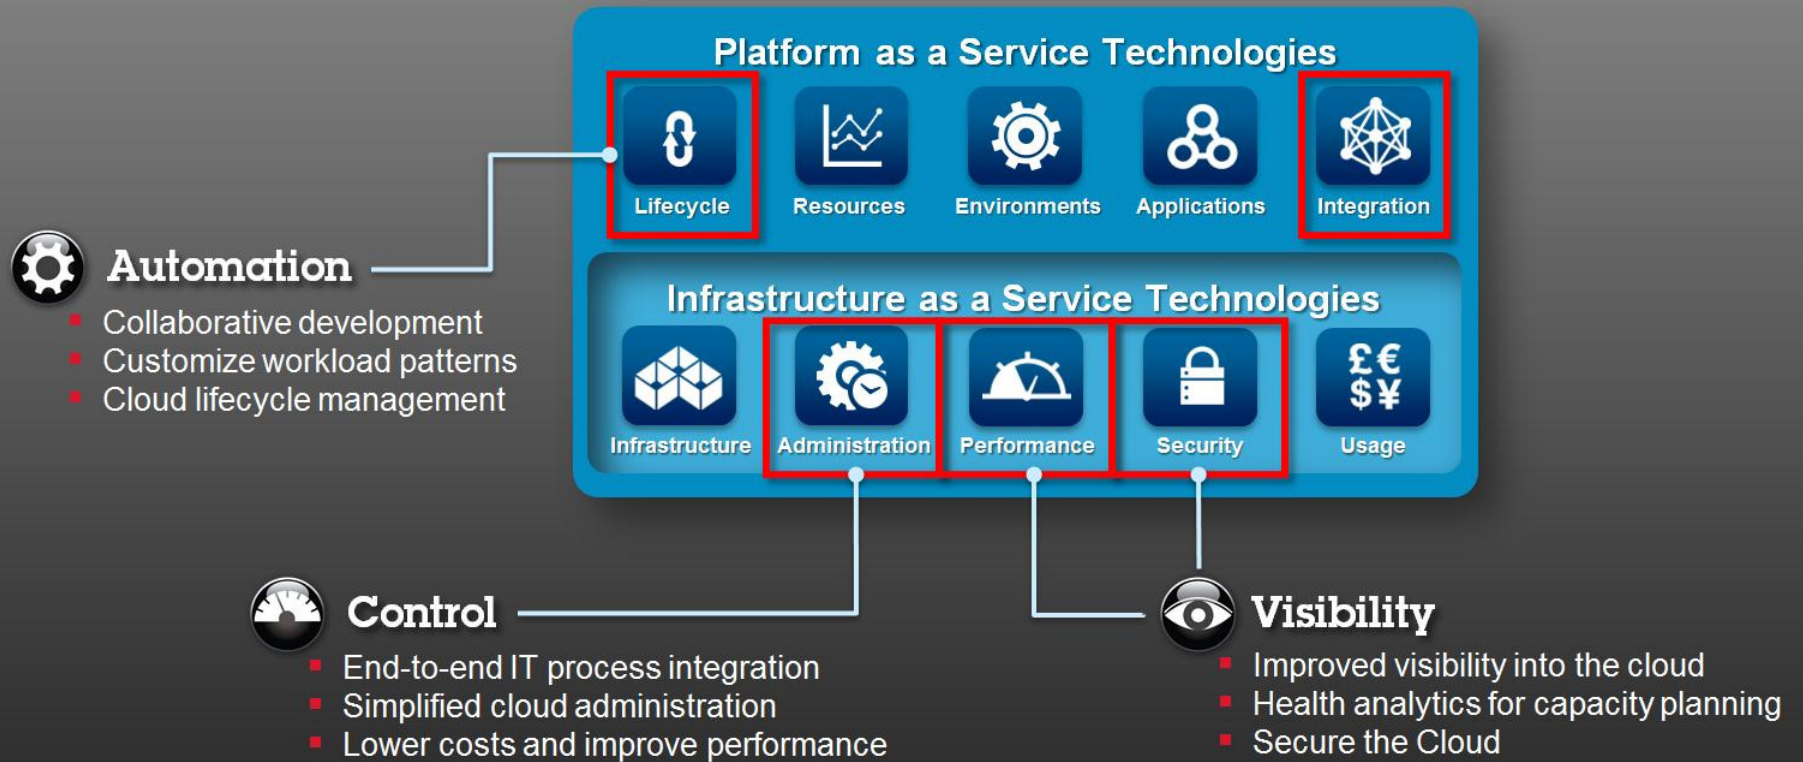 Platform as a Service Technologies
Lifecycle
Resources
Environments
Applications
Integration
Infrastructure as a Service Technologies
Infrastructure
Administration
Performance
Security
£€
$¥
Usage
Automation
Collaborative development
Customize workload patterns
Cloud lifecycle management
Control
End-to-end IT process integration
Simplified cloud administration
Lower costs and improve performance
Visibility
Improved visibility into the cloud
Health analytics for capacity planning
Secure the Cloud